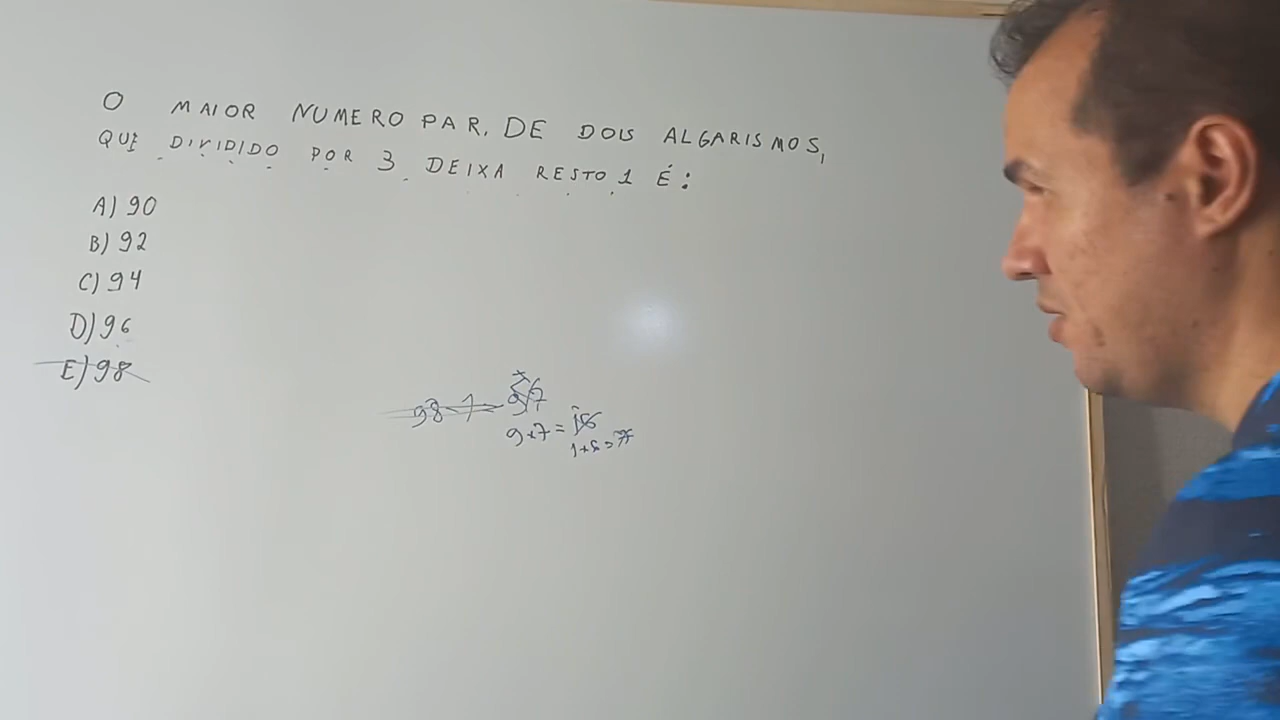 O MAIOR NUMERO PAR, DE DOIS ALGARISMOS,
QUE DIVIDIDO POR 3 DEIXA RESTO 1 É:
A) 90
B) 92
C) 94
D) 96
E) 98
98 - 1
9+7 = 16